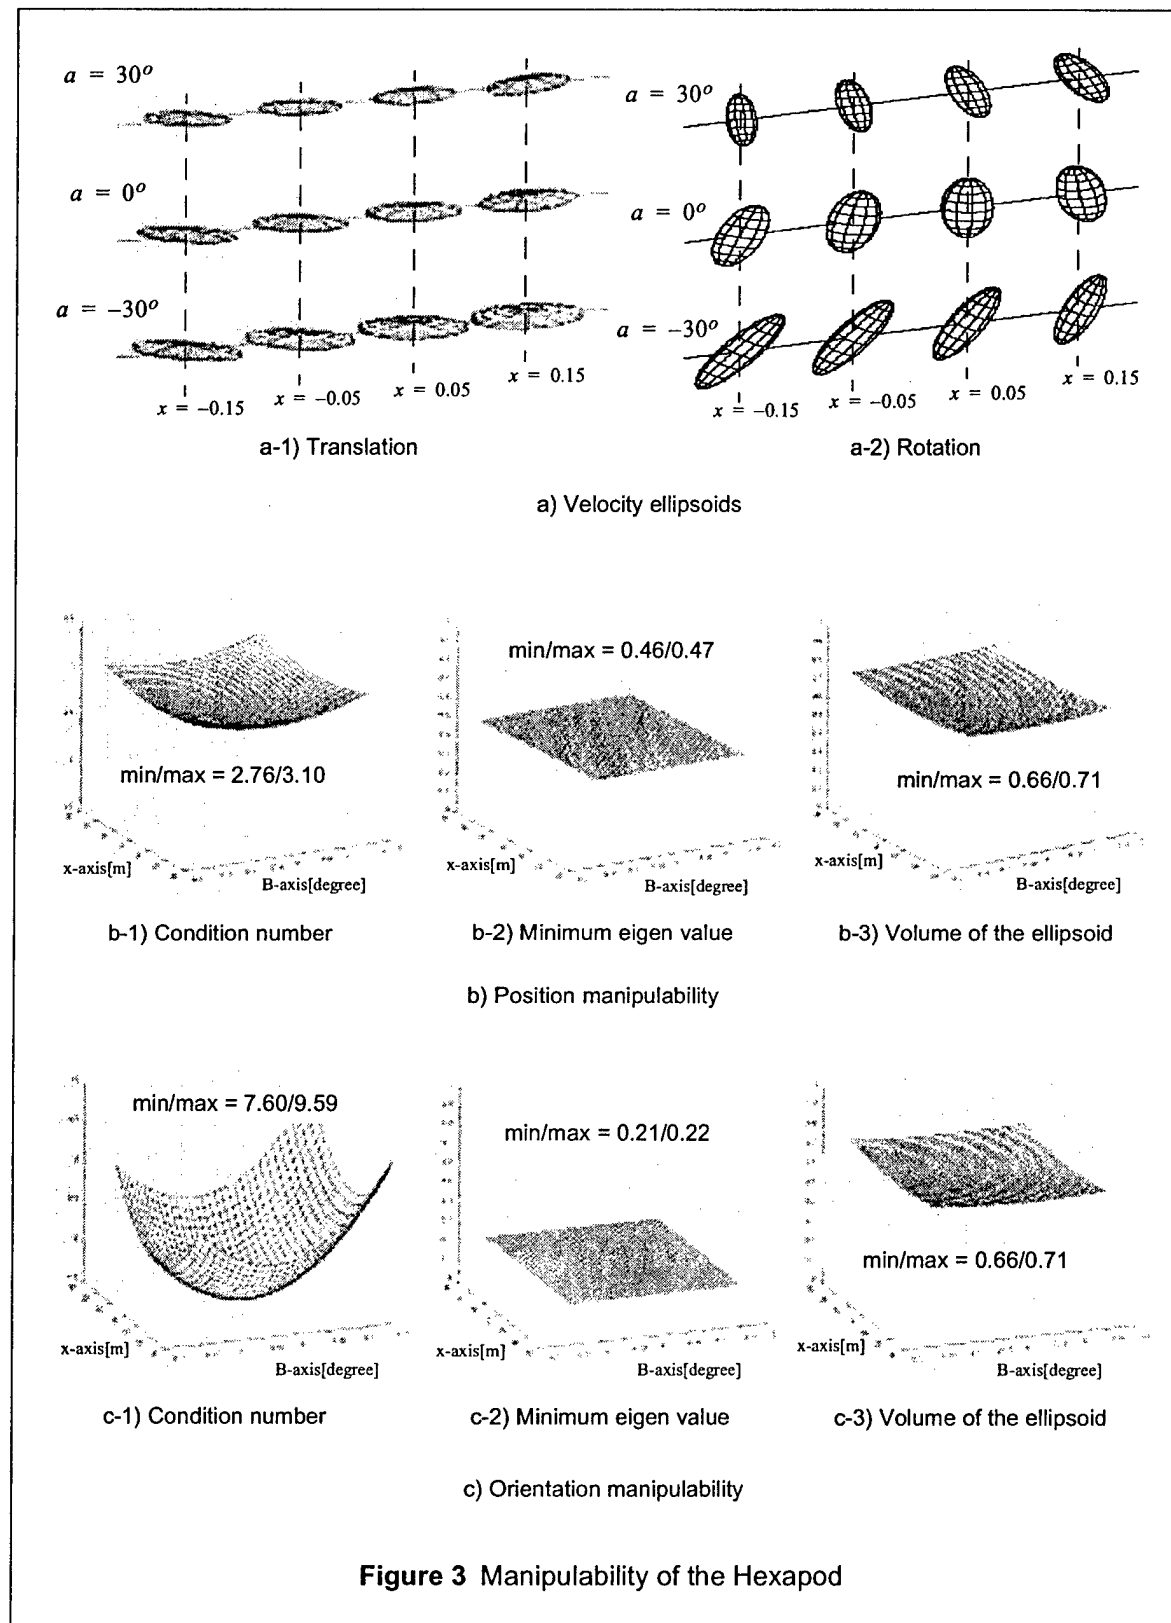 a = 30°
a = 0°
a = –30°
x = –0.15
x = –0.05
x = 0.05
x = 0.15
a-1) Translation
a = 30°
a = 0°
a = –30°
x = –0.15
x = –0.05
x = 0.05
x = 0.15
a-2) Rotation
a) Velocity ellipsoids
min/max = 2.76/3.10
x-axis[m]
B-axis[degree]
b-1) Condition number
min/max = 0.46/0.47
x-axis[m]
B-axis[degree]
b-2) Minimum eigen value
min/max = 0.66/0.71
x-axis[m]
B-axis[degree]
b-3) Volume of the ellipsoid
b) Position manipulability
min/max = 7.60/9.59
x-axis[m]
B-axis[degree]
c-1) Condition number
min/max = 0.21/0.22
x-axis[m]
B-axis[degree]
c-2) Minimum eigen value
min/max = 0.66/0.71
x-axis[m]
B-axis[degree]
c-3) Volume of the ellipsoid
c) Orientation manipulability
Figure 3 Manipulability of the Hexapod